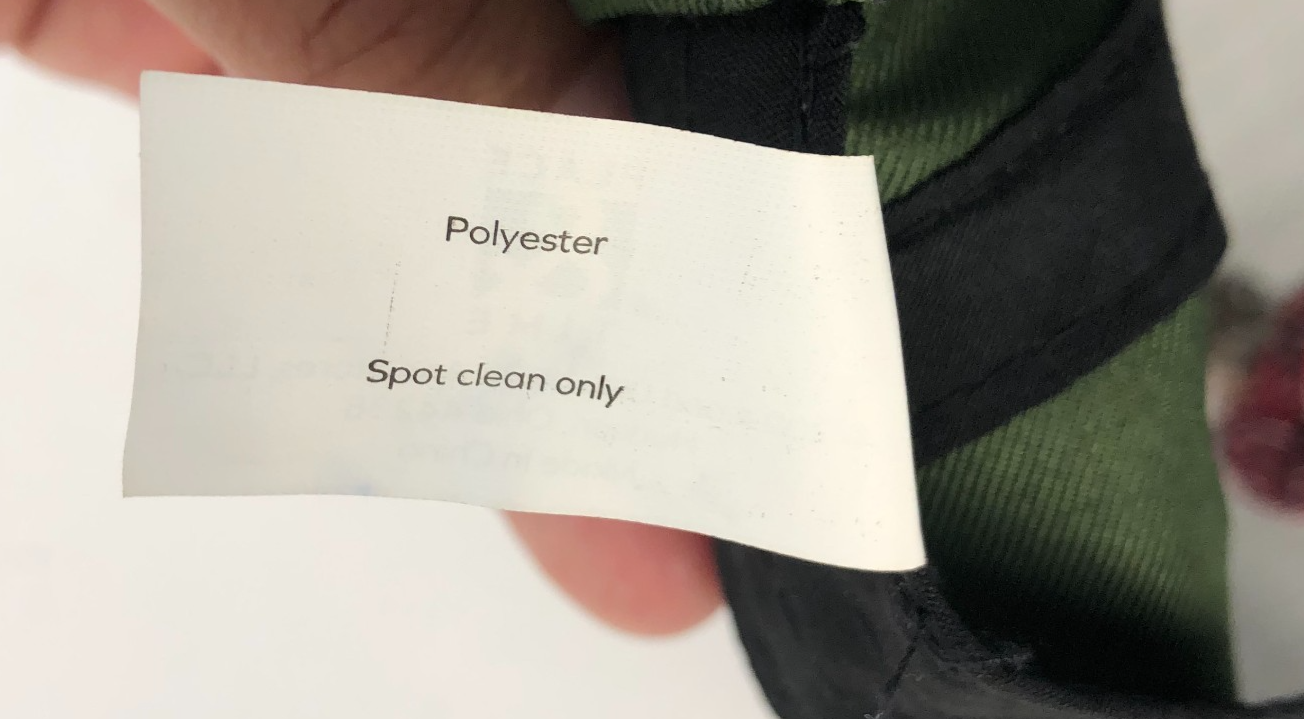 Polyester
Spot clean only